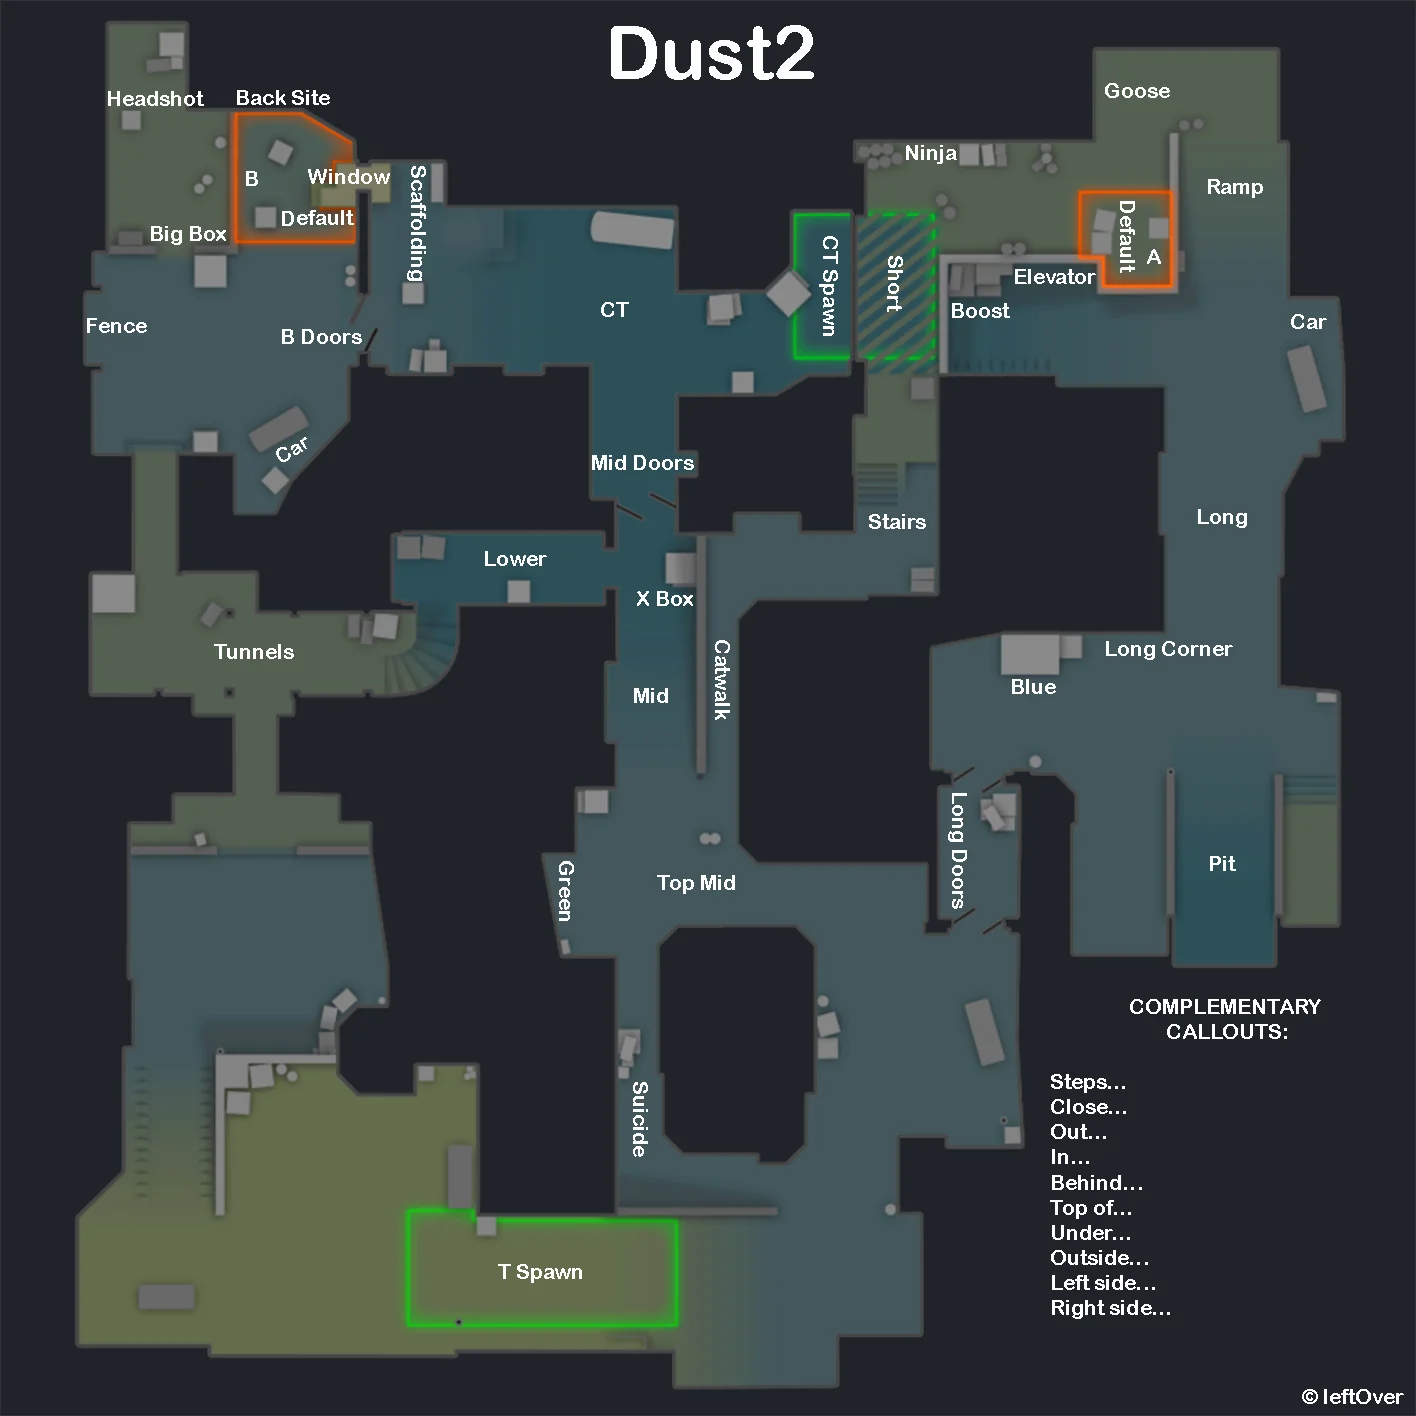 Dust2
Headshot
Back Site
Goose
Ninja
B
Window
Scaffolding
Ramp
Default
Default
A
Big Box
CT Spawn
Short
Elevator
CT
Boost
Fence
B Doors
Car
Car
Mid Doors
Stairs
Long
Lower
X Box
Tunnels
Catwalk
Long Corner
Mid
Blue
Long Doors
Pit
Green
Top Mid
Suicide
T Spawn
COMPLEMENTARY
CALLOUTS:
Steps...
Close...
Out...
In...
Behind...
Top of...
Under...
Outside...
Left side...
Right side...
© leftOver